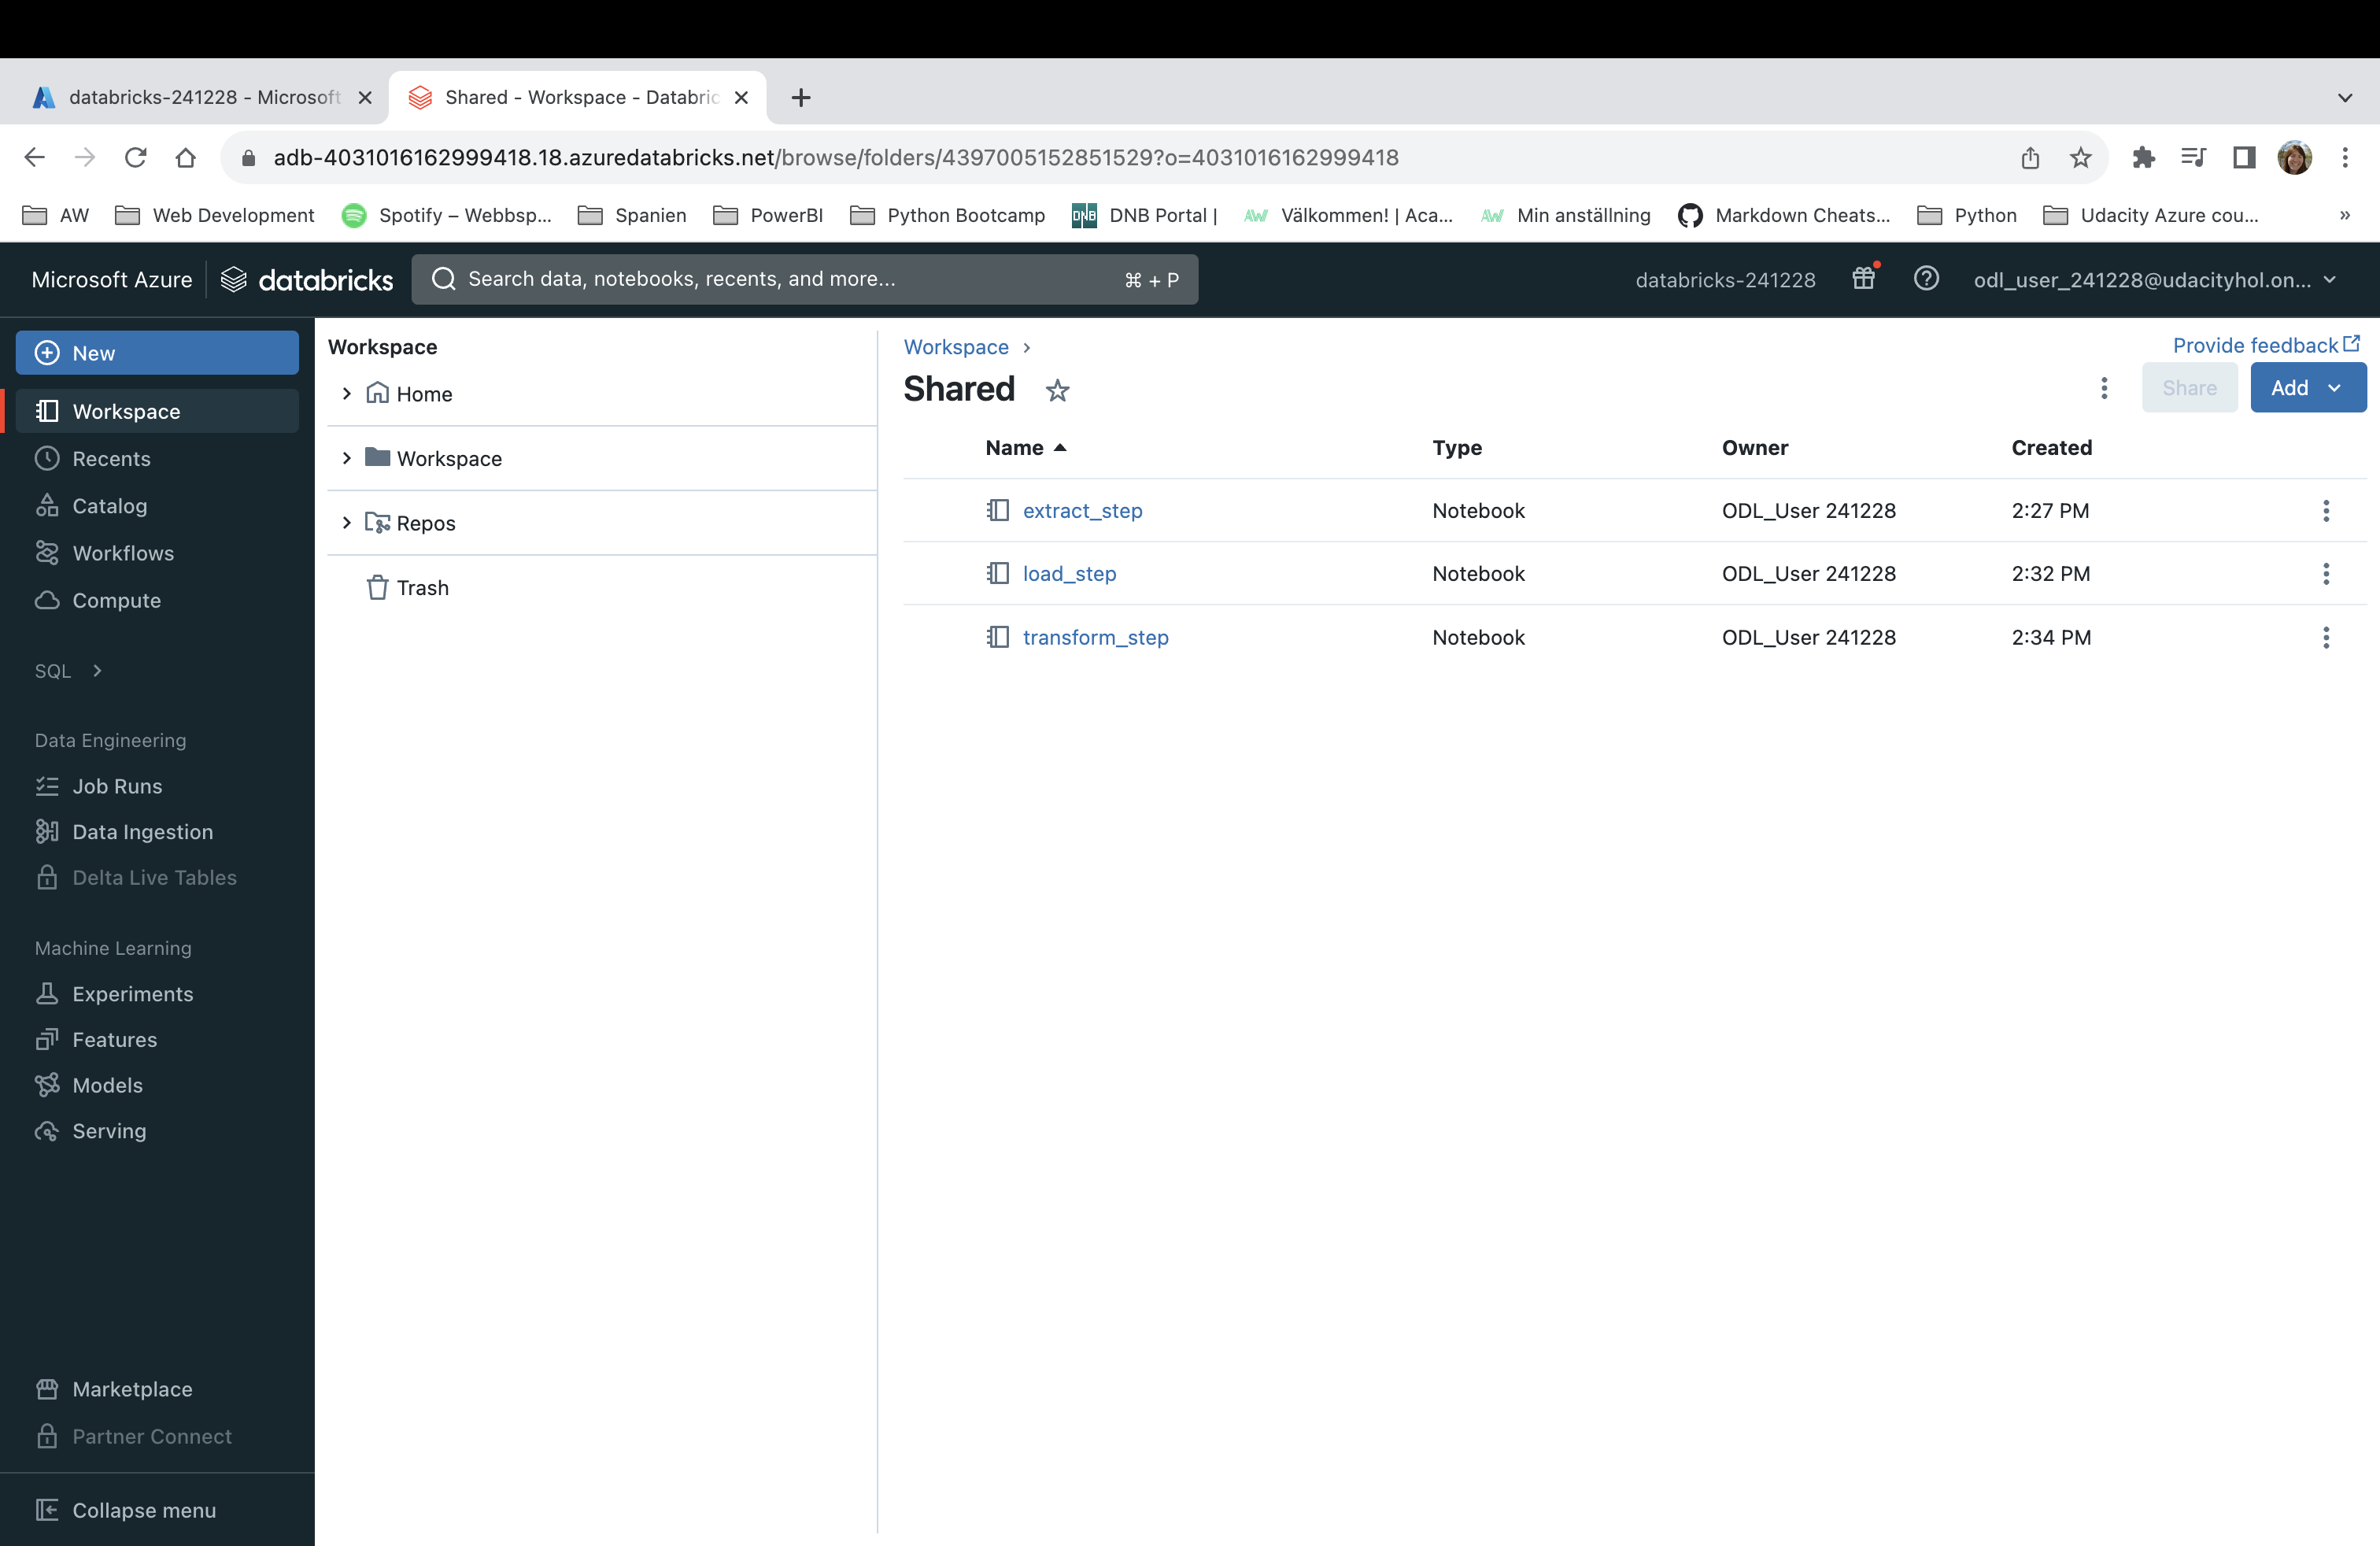 databricks-241228 - Microsoft
Shared - Workspace - Databric
adb-4031016162999418.18.azuredatabricks.net/browse/folders/4397005152851529?o=4031016162999418
AW
Web Development
Spotify – Webbsp...
Spanien
PowerBI
Python Bootcamp
DNB
DNB Portal |
AW
Välkommen! | Aca...
AW
Min anställning
Markdown Cheats...
Python
Udacity Azure cou...
»
Microsoft Azure
databricks
Search data, notebooks, recents, and more...
⌘ + P
databricks-241228
odl_user_241228@udacityhol.on...
New
Workspace
Recents
Catalog
Workflows
Compute
SQL
Data Engineering
Job Runs
Data Ingestion
Delta Live Tables
Machine Learning
Experiments
Features
Models
Serving
Marketplace
Partner Connect
Collapse menu
Workspace
Home
Workspace
Repos
Trash
Workspace
Provide feedback
Shared
Share
Add
Name Type Owner Created
extract_step Notebook ODL_User 241228 2:27 PM
load_step Notebook ODL_User 241228 2:32 PM
transform_step Notebook ODL_User 241228 2:34 PM